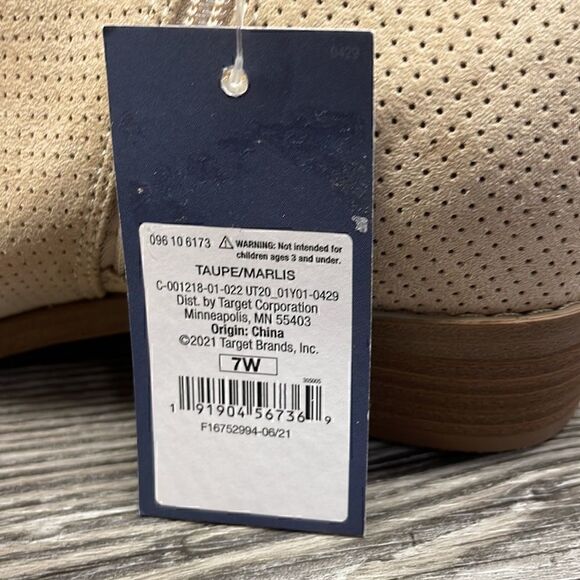 0429
096 10 6173 ⚠ WARNING: Not intended for
children ages 3 and under.
TAUPE/MARLIS
C-001218-01-022 UT20_01Y01-0429
Dist. by Target Corporation
Minneapolis, MN 55403
Origin: China
©2021 Target Brands, Inc.
7W
1 91904 56736 9
F16752994-06/21